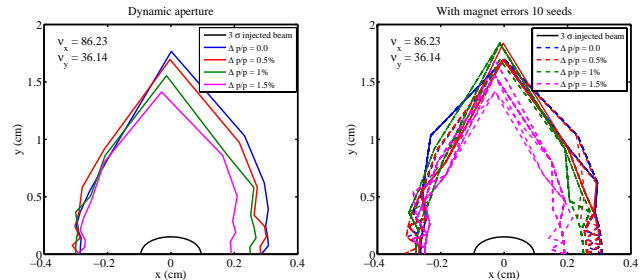 Dynamic aperture
ν_x = 86.23
ν_y = 36.14
3 σ injected beam
Δ p/p = 0.0
Δ p/p = 0.5%
Δ p/p = 1%
Δ p/p = 1.5%
y (cm)
2
1.5
1
0.5
0
−0.4
−0.2
0
0.2
0.4
x (cm)
With magnet errors 10 seeds
ν_x = 86.23
ν_y = 36.14
3 σ injected beam
Δ p/p = 0.0
Δ p/p = 0.5%
Δ p/p = 1%
Δ p/p = 1.5%
y (cm)
2
1.5
1
0.5
0
−0.4
−0.2
0
0.2
0.4
x (cm)